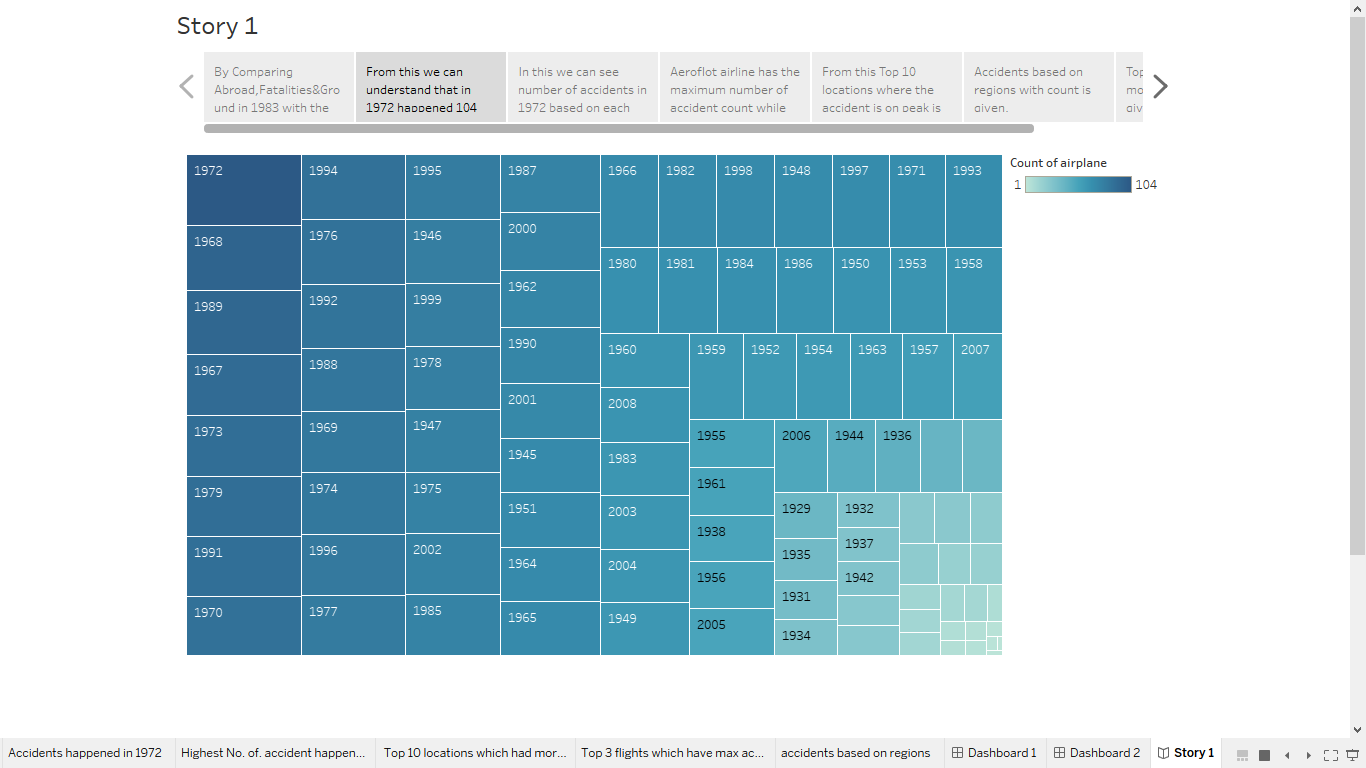 Story 1
By Comparing
Abroad,Fatalities&Gro
und in 1983 with the
From this we can
understand that in
1972 happened 104
In this we can see
number of accidents in
1972 based on each
Aeroflot airline has the
maximum number of
accident count while
From this Top 10
locations where the
accident is on peak is
Accidents based on
regions with count is
given.
Top
mo
giv
1972
1968
1989
1967
1973
1979
1991
1970
1994
1976
1992
1988
1969
1974
1996
1977
1995
1946
1999
1978
1947
1975
2002
1985
1987
2000
1962
1990
2001
1945
1951
1964
1965
1966
1982
1998
1948
1997
1971
1993
1980
1981
1984
1986
1950
1953
1958
1960
2008
1983
2003
2004
1949
1959
1952
1954
1963
1957
2007
1955
1961
1938
1956
2005
2006
1944
1936
1929
1935
1931
1934
1932
1937
1942
Count of airplane
1 104
Accidents happened in 1972
Highest No. of. accident happen...
Top 10 locations which had mor...
Top 3 flights which have max ac...
accidents based on regions
Dashboard 1
Dashboard 2
Story 1